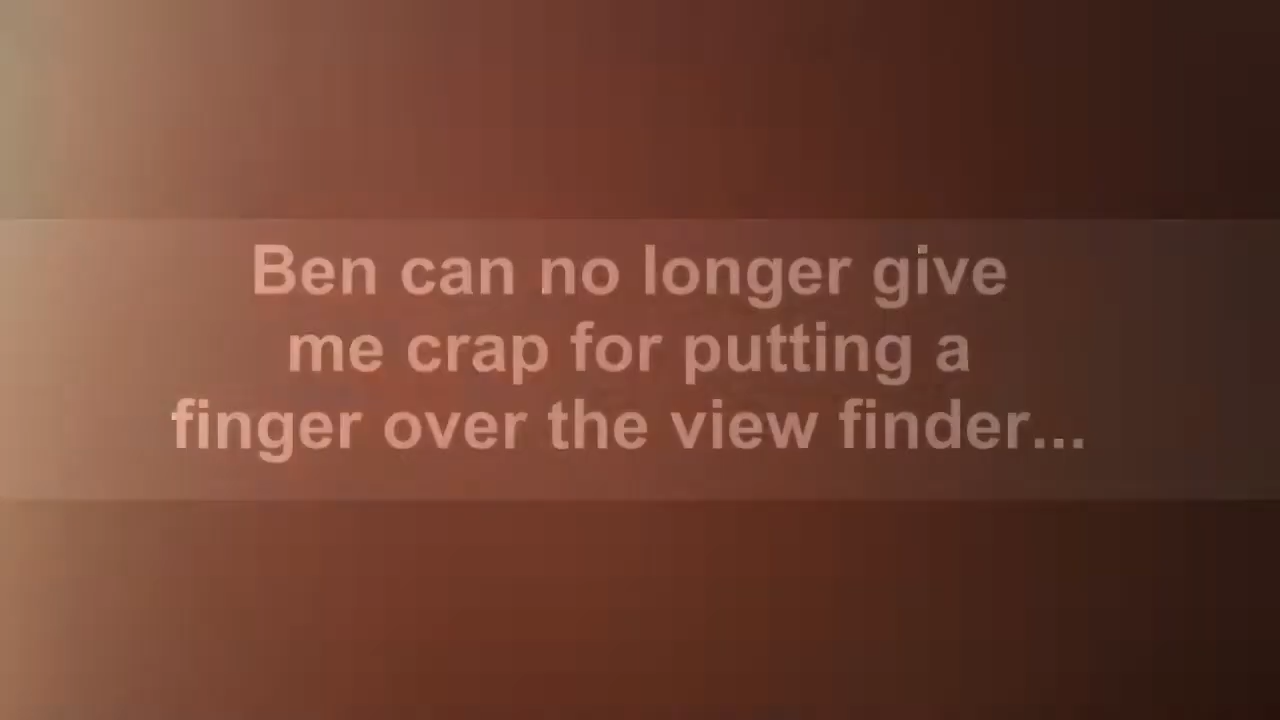 Ben can no longer give
me crap for putting a
finger over the view finder...